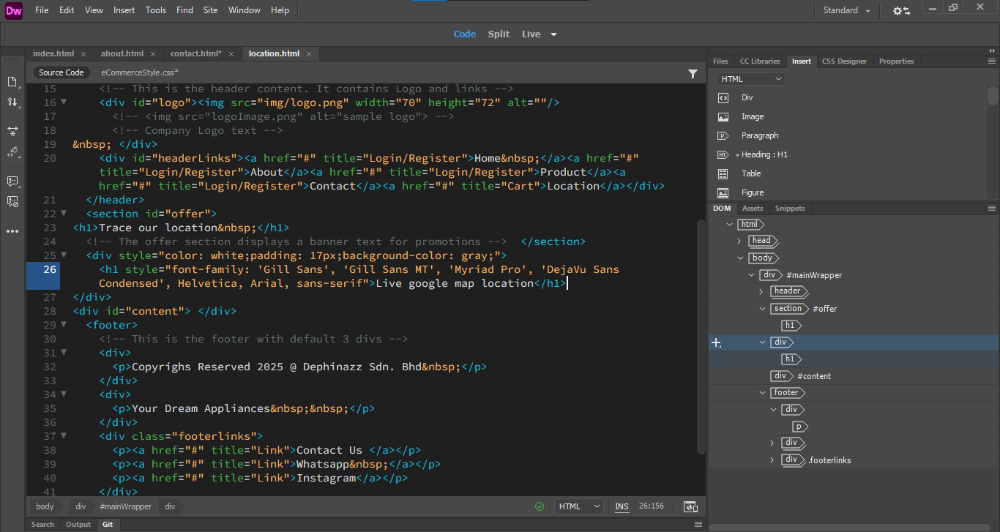 Dw File Edit View Insert Tools Find Site Window Help Standard
Code Split Live
index.html about.html contact.html* location.html
Source Code eCommerceStyle.css*
15 <!-- This is the header content. It contains Logo and links -->
16 <div id="logo"><img src="img/logo.png" width="70" height="72" alt=""/>
17 <!-- <img src="logoImage.png" alt="sample logo"> -->
18 <!-- Company Logo text -->
19 &nbsp; </div>
20 <div id="headerLinks"><a href="#" title="Login/Register">Home&nbsp;</a><a href="#"
title="Login/Register">About</a><a href="#" title="Login/Register">Product</a><a
href="#" title="Login/Register">Contact</a><a href="#" title="Cart">Location</a></div>
21 </header>
22 <section id="offer">
23 <h1>Trace our location&nbsp;</h1>
24 <!-- The offer section displays a banner text for promotions --> </section>
25 <div style="color: white;padding: 17px;background-color: gray;">
26 <h1 style="font-family: 'Gill Sans', 'Gill Sans MT', 'Myriad Pro', 'DejaVu Sans
Condensed', Helvetica, Arial, sans-serif">Live google map location</h1>
27 </div>
28 <div id="content"> </div>
29 <footer>
30 <!-- This is the footer with default 3 divs -->
31 <div>
32 <p>Copyrighs Reserved 2025 @ Dephinazz Sdn. Bhd&nbsp;</p>
33 </div>
34 <div>
35 <p>Your Dream Appliances&nbsp;&nbsp;</p>
36 </div>
37 <div class="footerlinks">
38 <p><a href="#" title="Link">Contact Us </a></p>
39 <p><a href="#" title="Link">Whatsapp&nbsp;</a></p>
40 <p><a href="#" title="Link">Instagram</a></p>
41 </div>
body div #mainWrapper div HTML INS 26:156
Search Output Git
Files CC Libraries Insert CSS Designer Properties
HTML
Div
Image
P Paragraph
H1 Heading : H1
Table
Figure
DOM Assets Snippets
html
head
body
div #mainWrapper
header
section #offer
h1
div
h1
div #content
footer
div
p
div
div .footerlinks